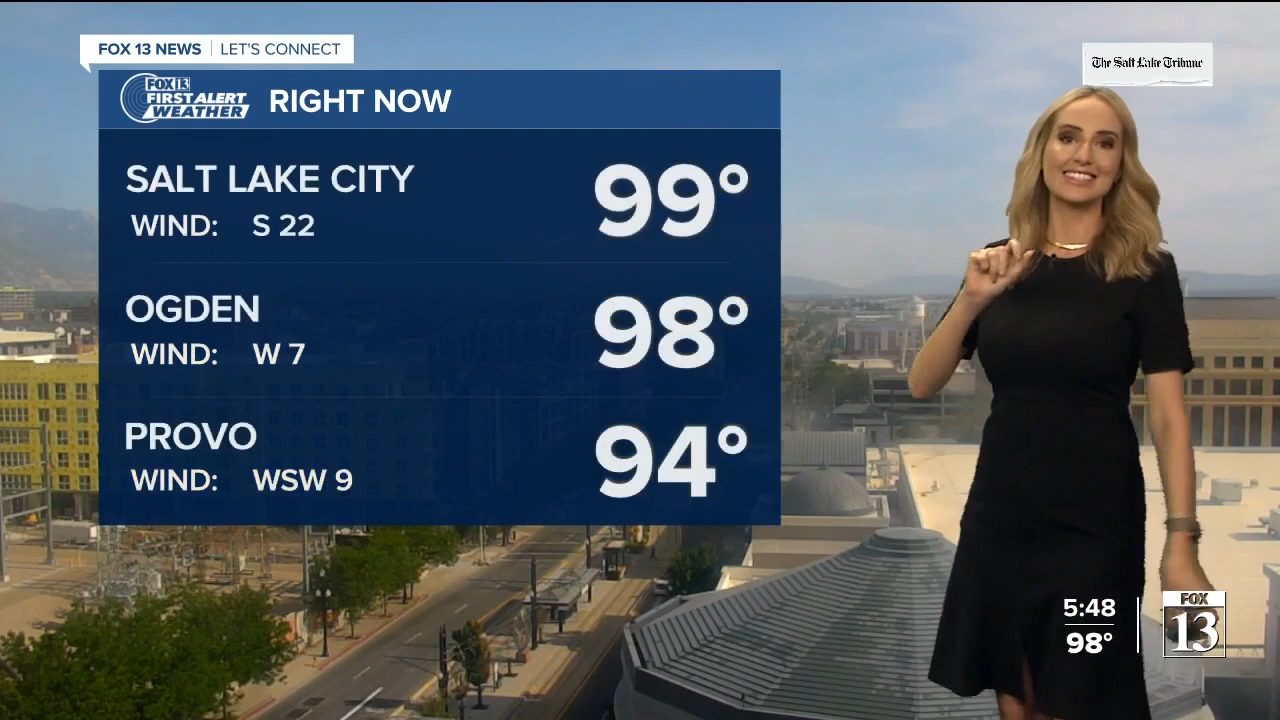 FOX 13 NEWS | LET'S CONNECT
The Salt Lake Tribune
FOX 13
FIRST ALERT
WEATHER
RIGHT NOW
SALT LAKE CITY
99°
WIND: S 22
OGDEN
98°
WIND: W 7
PROVO
94°
WIND: WSW 9
5:48
98°
FOX
13